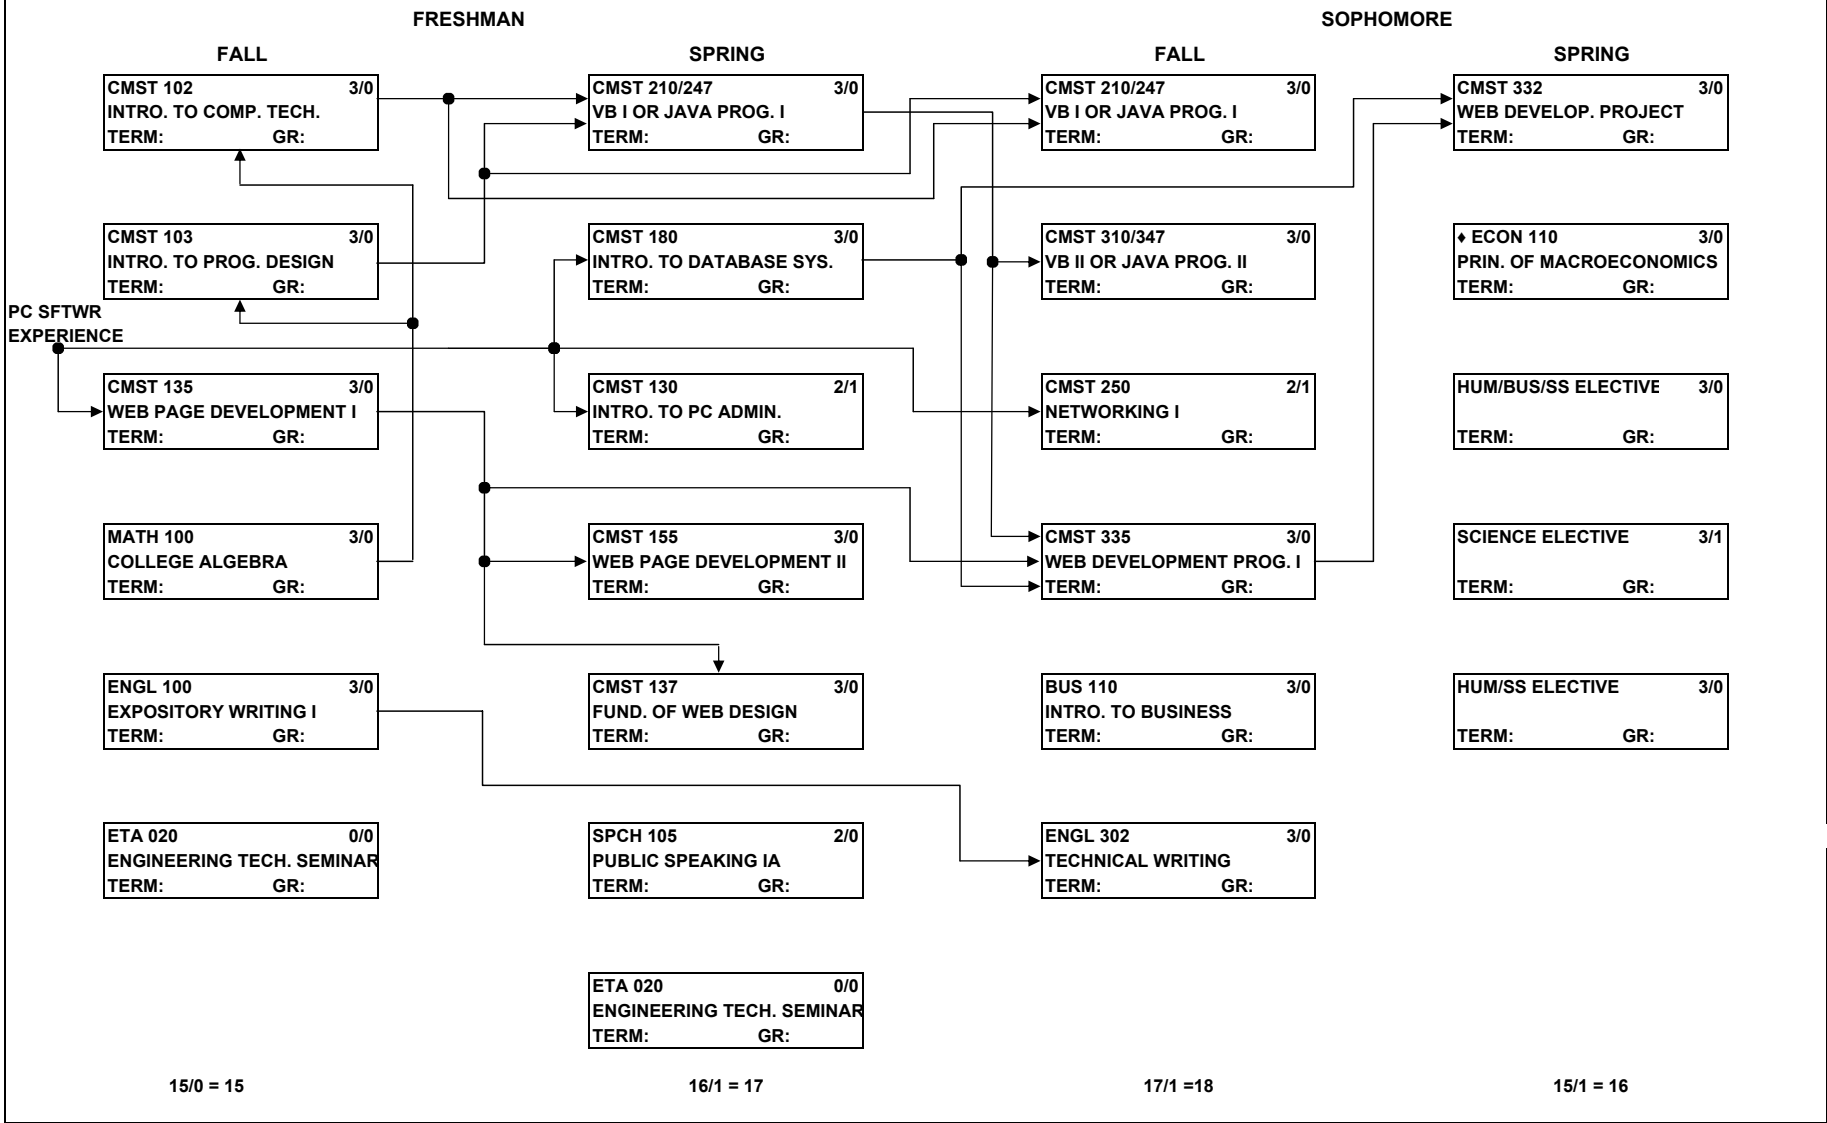 FRESHMAN SOPHOMORE
FALL SPRING FALL SPRING
CMST 102 3/0
INTRO. TO COMP. TECH.
TERM: GR:
CMST 210/247 3/0
VB I OR JAVA PROG. I
TERM: GR:
CMST 210/247 3/0
VB I OR JAVA PROG. I
TERM: GR:
CMST 332 3/0
WEB DEVELOP. PROJECT
TERM: GR:
CMST 103 3/0
INTRO. TO PROG. DESIGN
TERM: GR:
CMST 180 3/0
INTRO. TO DATABASE SYS.
TERM: GR:
CMST 310/347 3/0
VB II OR JAVA PROG. II
TERM: GR:
♦ ECON 110 3/0
PRIN. OF MACROECONOMICS
TERM: GR:
PC SFTWR
EXPERIENCE
CMST 135 3/0
WEB PAGE DEVELOPMENT I
TERM: GR:
CMST 130 2/1
INTRO. TO PC ADMIN.
TERM: GR:
CMST 250 2/1
NETWORKING I
TERM: GR:
HUM/BUS/SS ELECTIVE 3/0
TERM: GR:
MATH 100 3/0
COLLEGE ALGEBRA
TERM: GR:
CMST 155 3/0
WEB PAGE DEVELOPMENT II
TERM: GR:
CMST 335 3/0
WEB DEVELOPMENT PROG. I
TERM: GR:
SCIENCE ELECTIVE 3/1
TERM: GR:
ENGL 100 3/0
EXPOSITORY WRITING I
TERM: GR:
CMST 137 3/0
FUND. OF WEB DESIGN
TERM: GR:
BUS 110 3/0
INTRO. TO BUSINESS
TERM: GR:
HUM/SS ELECTIVE 3/0
TERM: GR:
ETA 020 0/0
ENGINEERING TECH. SEMINAR
TERM: GR:
SPCH 105 2/0
PUBLIC SPEAKING IA
TERM: GR:
ENGL 302 3/0
TECHNICAL WRITING
TERM: GR:
ETA 020 0/0
ENGINEERING TECH. SEMINAR
TERM: GR:
15/0 = 15 16/1 = 17 17/1 =18 15/1 = 16